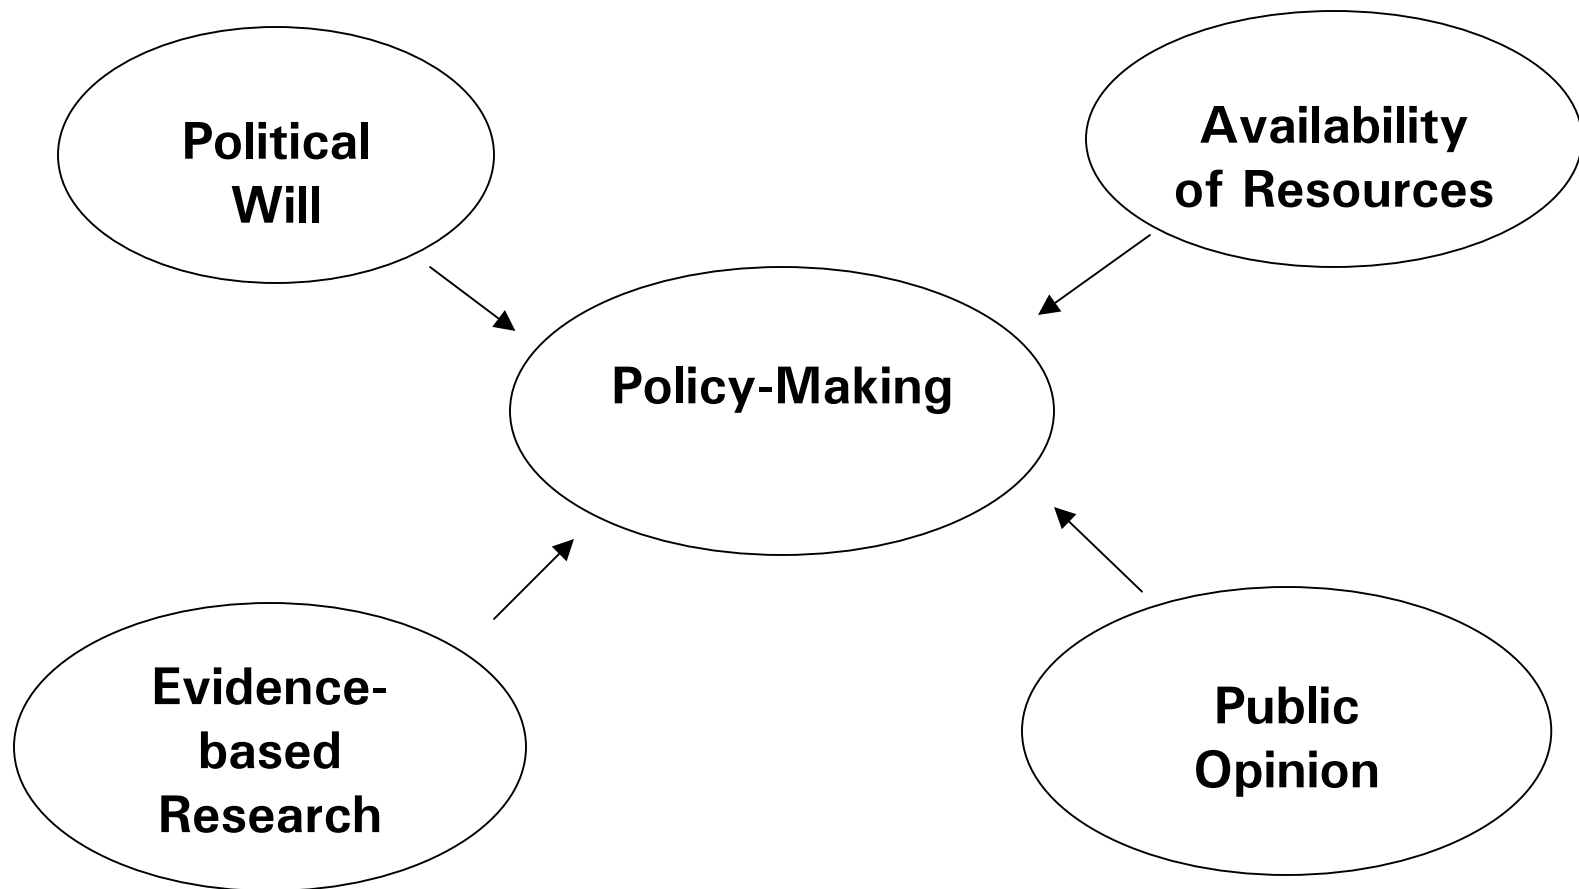 Political
Will
Availability
of Resources
Policy-Making
Evidence-
based
Research
Public
Opinion